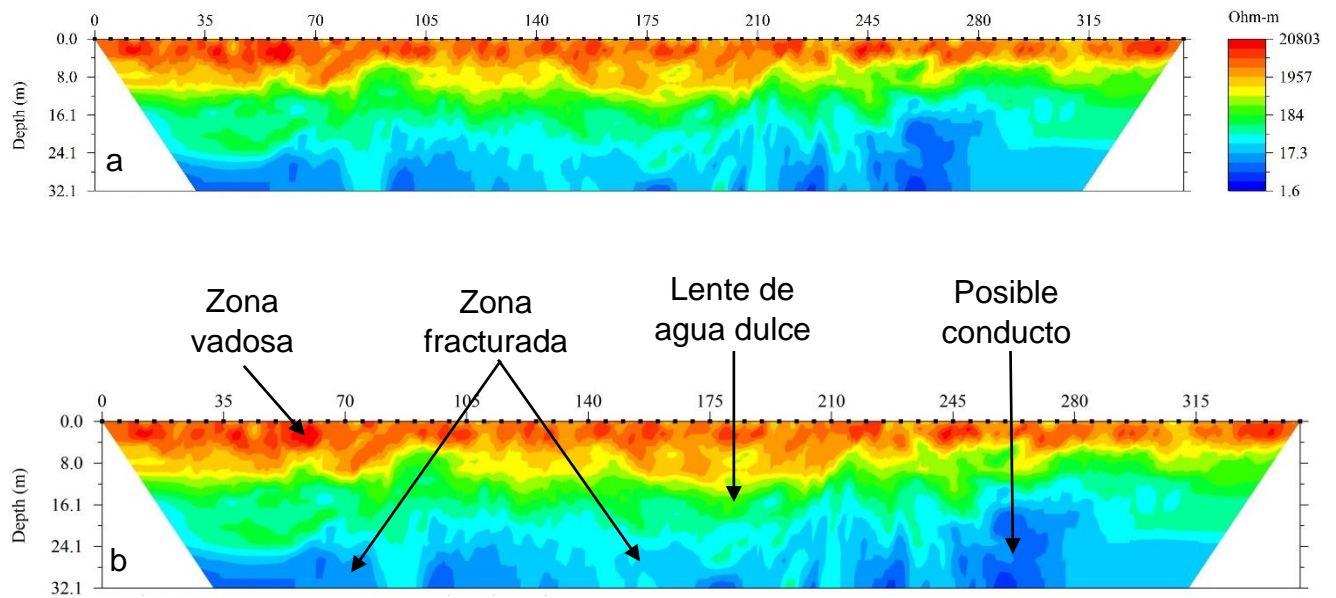 0 35 70 105 140 175 210 245 280 315
Ohm-m
0.0
8.0
16.1
24.1
32.1
Depth (m)
a
20803
1957
184
17.3
1.6
Zona
vadosa
Zona
fracturada
Lente de
agua dulce
Posible
conducto
0 35 70 105 140 175 210 245 280 315
0.0
8.0
16.1
24.1
32.1
Depth (m)
b